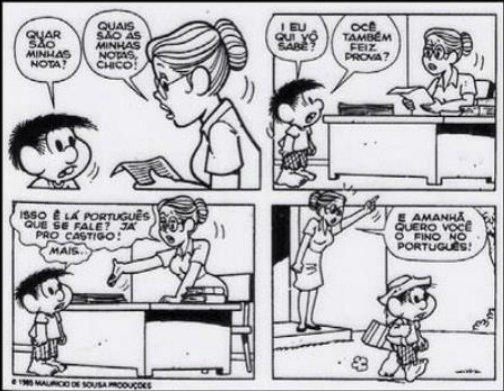 QUAR
SÃO
MINHAS
NOTA?
QUAIS
SÃO AS
MINHAS
NOTAS,
CHICO!
I EU
QUI VÔ
SABÊ?
OCÊ
TAMBÉM
FEIZ
PROVA?
ISSO É LÁ PORTUGUÊS
QUE SE FALE? JÁ
PRO CASTIGO!
MAIS..
E AMANHÃ
QUERO VOCÊ
O FINO NO
PORTUGUÊS!
© 1985 MAURICIO DE SOUSA PRODUÇÕES